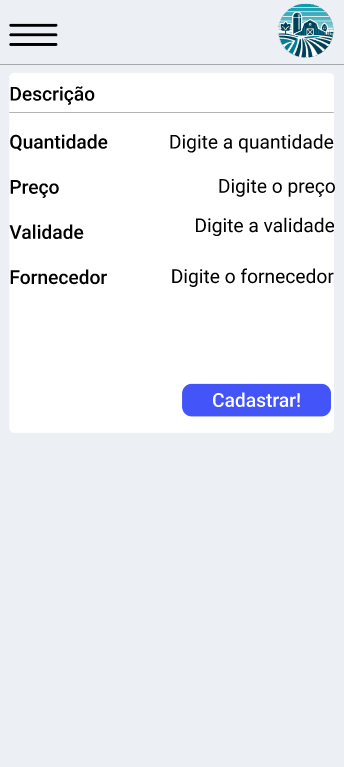 Descrição
Quantidade Digite a quantidade
Preço Digite o preço
Validade Digite a validade
Fornecedor Digite o fornecedor
Cadastrar!